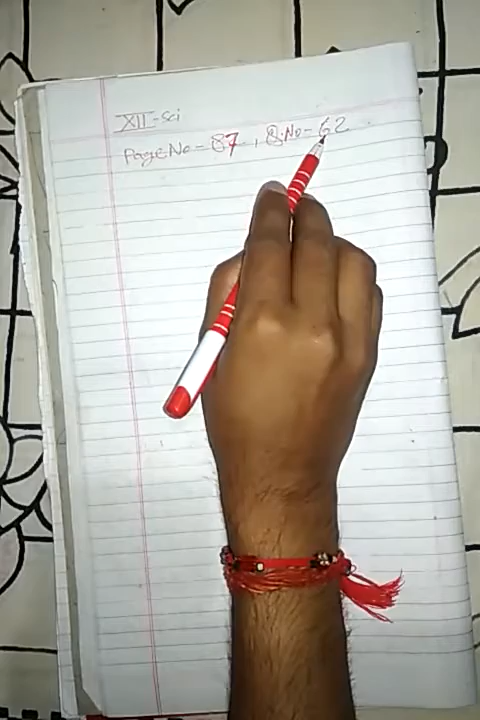 XII-Sci
Page No - 87, Q.No - 62